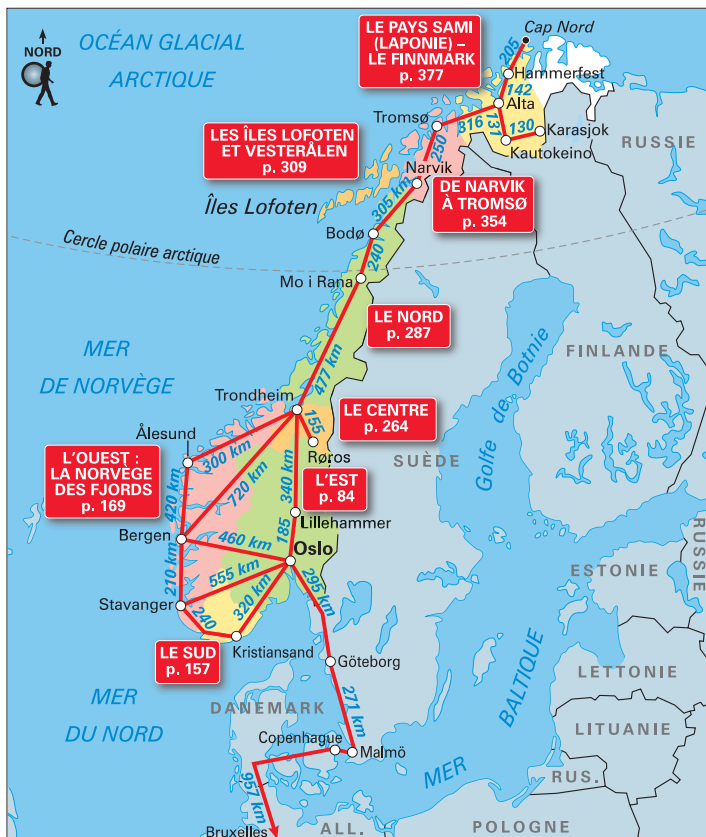 NORD
OCÉAN GLACIAL
ARCTIQUE
LE PAYS SAMI
(LAPONIE) –
LE FINNMARK
p. 377
Cap Nord
205
Hammerfest
142
Alta
Tromsø
316
131
130
Karasjok
Kautokeino
RUSSIE
LES ÎLES LOFOTEN
ET VESTERÅLEN
p. 309
250
Narvik
DE NARVIK
À TROMSØ
p. 354
Îles Lofoten
305 km
Bodø
Cercle polaire arctique
240
Mo i Rana
LE NORD
p. 287
MER
DE NORVÈGE
477 km
FINLANDE
Golfe de Botnie
Trondheim
155
LE CENTRE
p. 264
Røros
Ålesund
300 km
L'OUEST :
LA NORVÈGE
DES FJORDS
p. 169
720 km
340 km
L'EST
p. 84
SUÈDE
420 km
Lillehammer
185
Bergen
460 km
Oslo
RUSSIE
210 km
555 km
295 km
ESTONIE
Stavanger
240
320 km
LE SUD
p. 157
Kristiansand
Göteborg
LETTONIE
MER
DU NORD
DANEMARK
271 km
MER
BALTIQUE
LITUANIE
Copenhague
Malmö
RUS.
957 km
Bruxelles
ALL.
POLOGNE